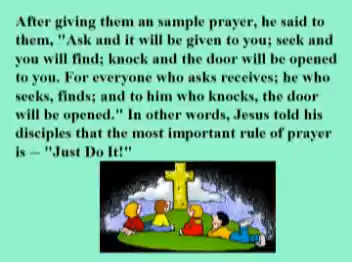 After giving them an sample prayer, he said to
them, "Ask and it will be given to you; seek and
you will find; knock and the door will be opened
to you. For everyone who asks receives; he who
seeks, finds; and to him who knocks, the door
will be opened." In other words, Jesus told his
disciples that the most important rule of prayer
is -- "Just Do It!"